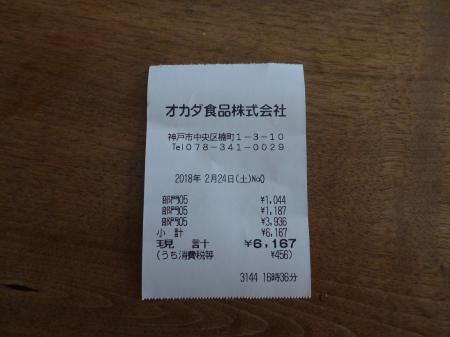 オカダ食品株式会社
神戸市中央区楠町1-3-10
Tel078-341-0029
2018年 2月24日(土)No0
部門05 ¥1,044
部門05 ¥1,187
部門05 ¥3,936
小 計 ¥6,167
現 計 ¥6,167
(うち消費税等 ¥456)
3144 16時36分